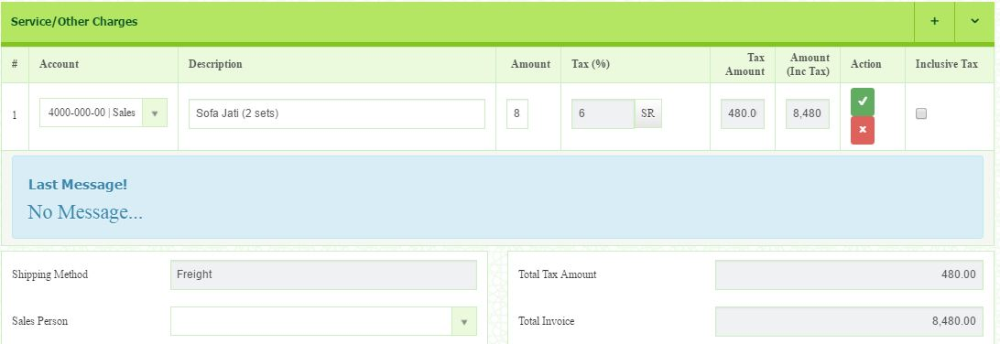 Service/Other Charges +
# Account Description Amount Tax (%) Tax Amount Amount (Inc Tax) Action Inclusive Tax
1 4000-000-00 | Sales Sofa Jati (2 sets) 8 6 SR 480.0 8,480
Last Message!
No Message...
Shipping Method Freight Total Tax Amount 480.00
Sales Person Total Invoice 8,480.00